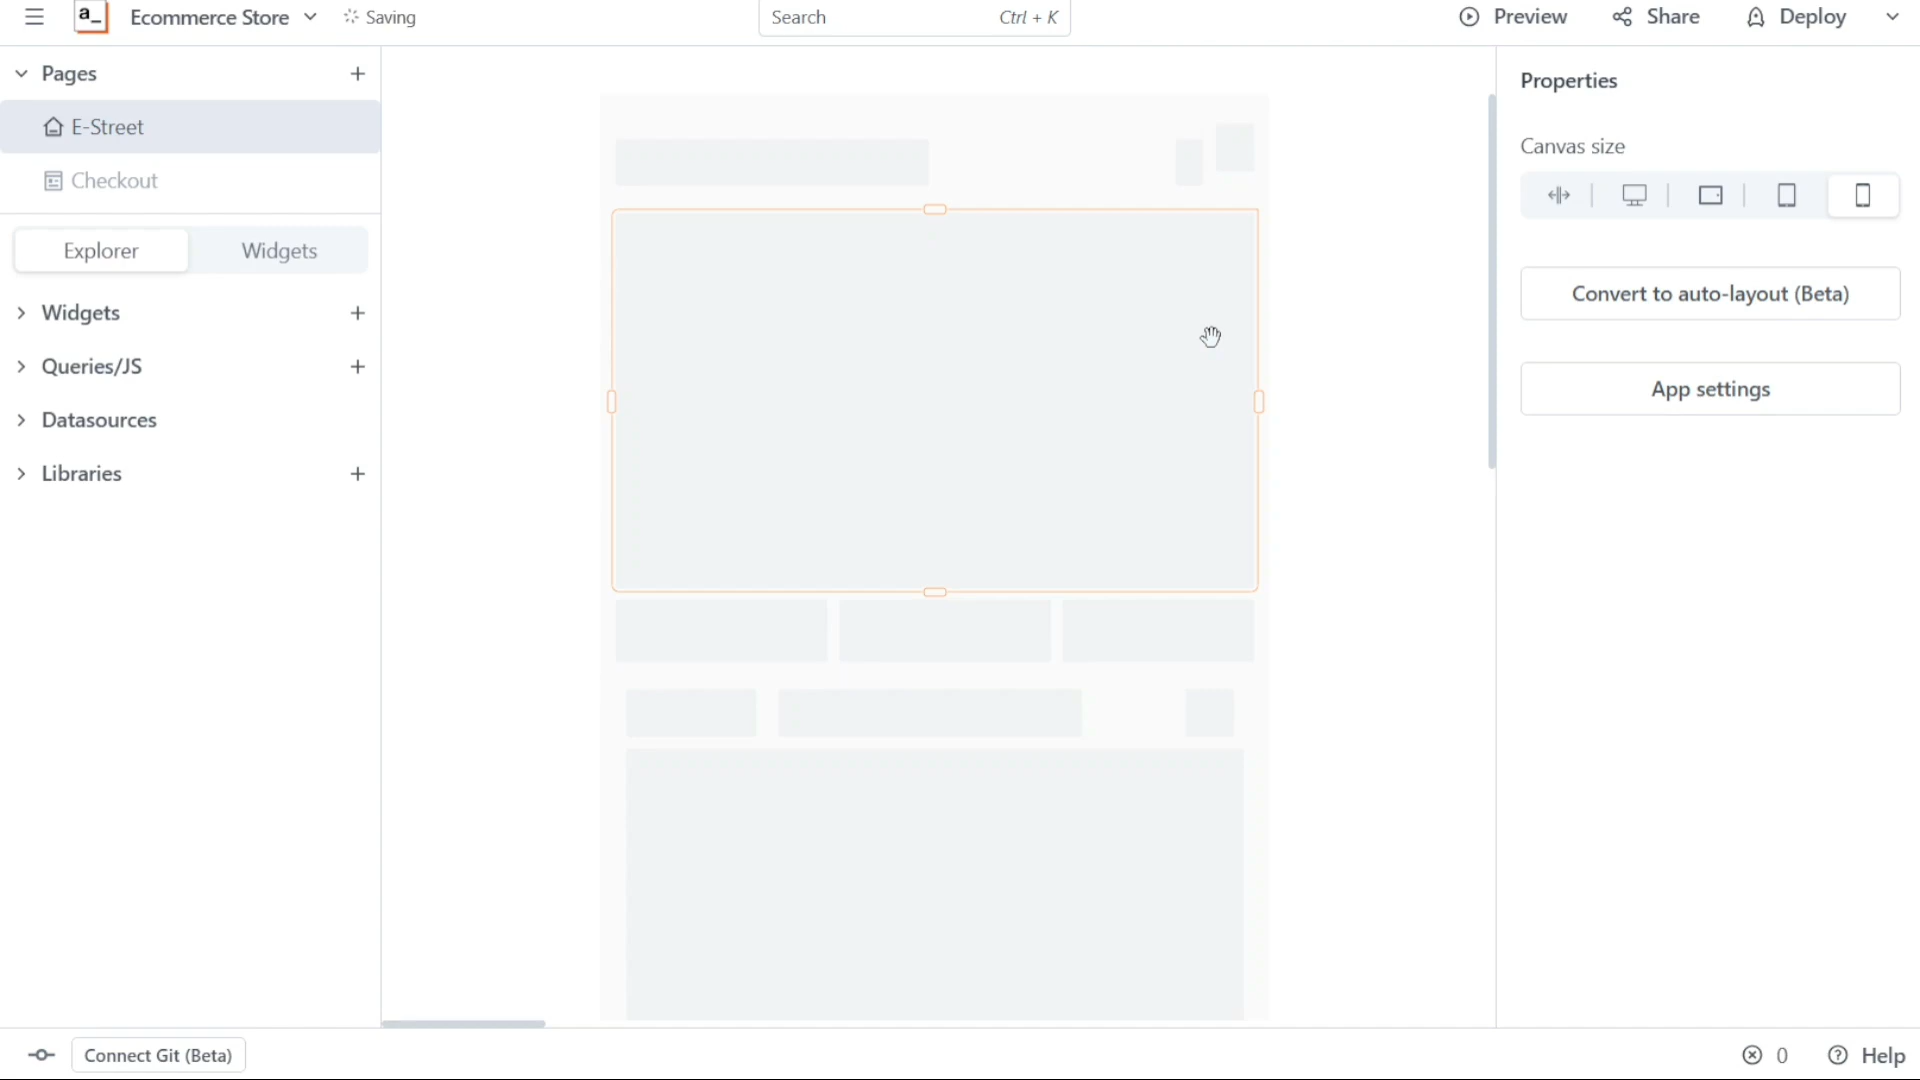 a_ Ecommerce Store Saving Search Ctrl + K Preview Share Deploy
Pages
E-Street
Checkout
Explorer Widgets
Widgets
Queries/JS
Datasources
Libraries
Properties
Canvas size
Convert to auto-layout (Beta)
App settings
Connect Git (Beta) 0 Help